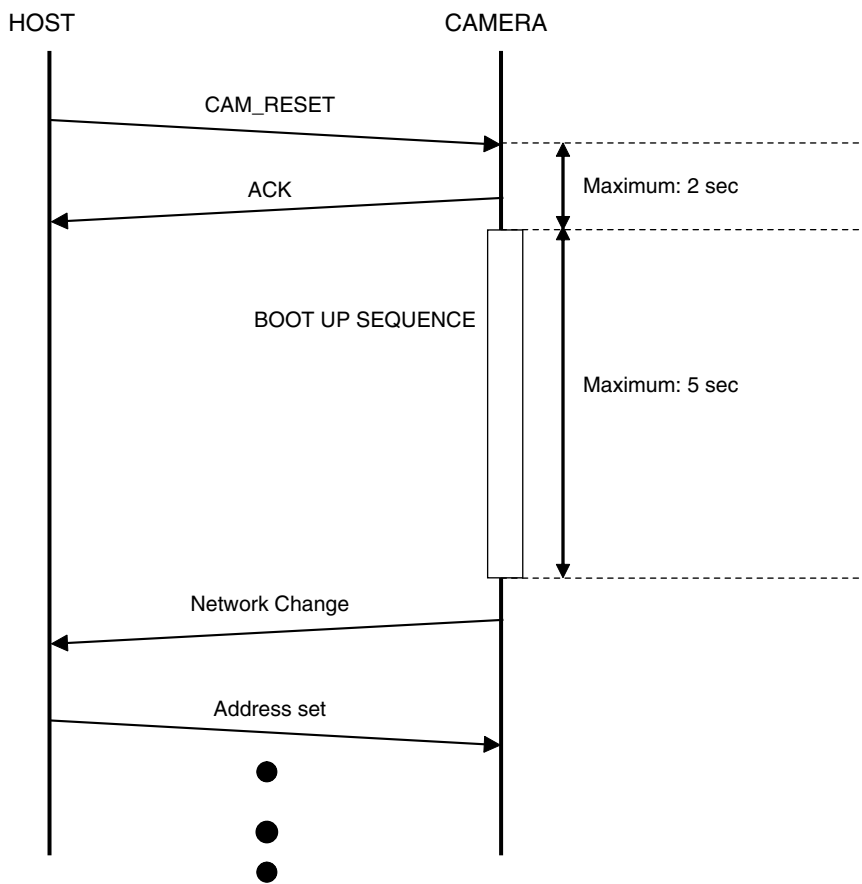 HOST
CAMERA
CAM_RESET
ACK
Maximum: 2 sec
BOOT UP SEQUENCE
Maximum: 5 sec
Network Change
Address set